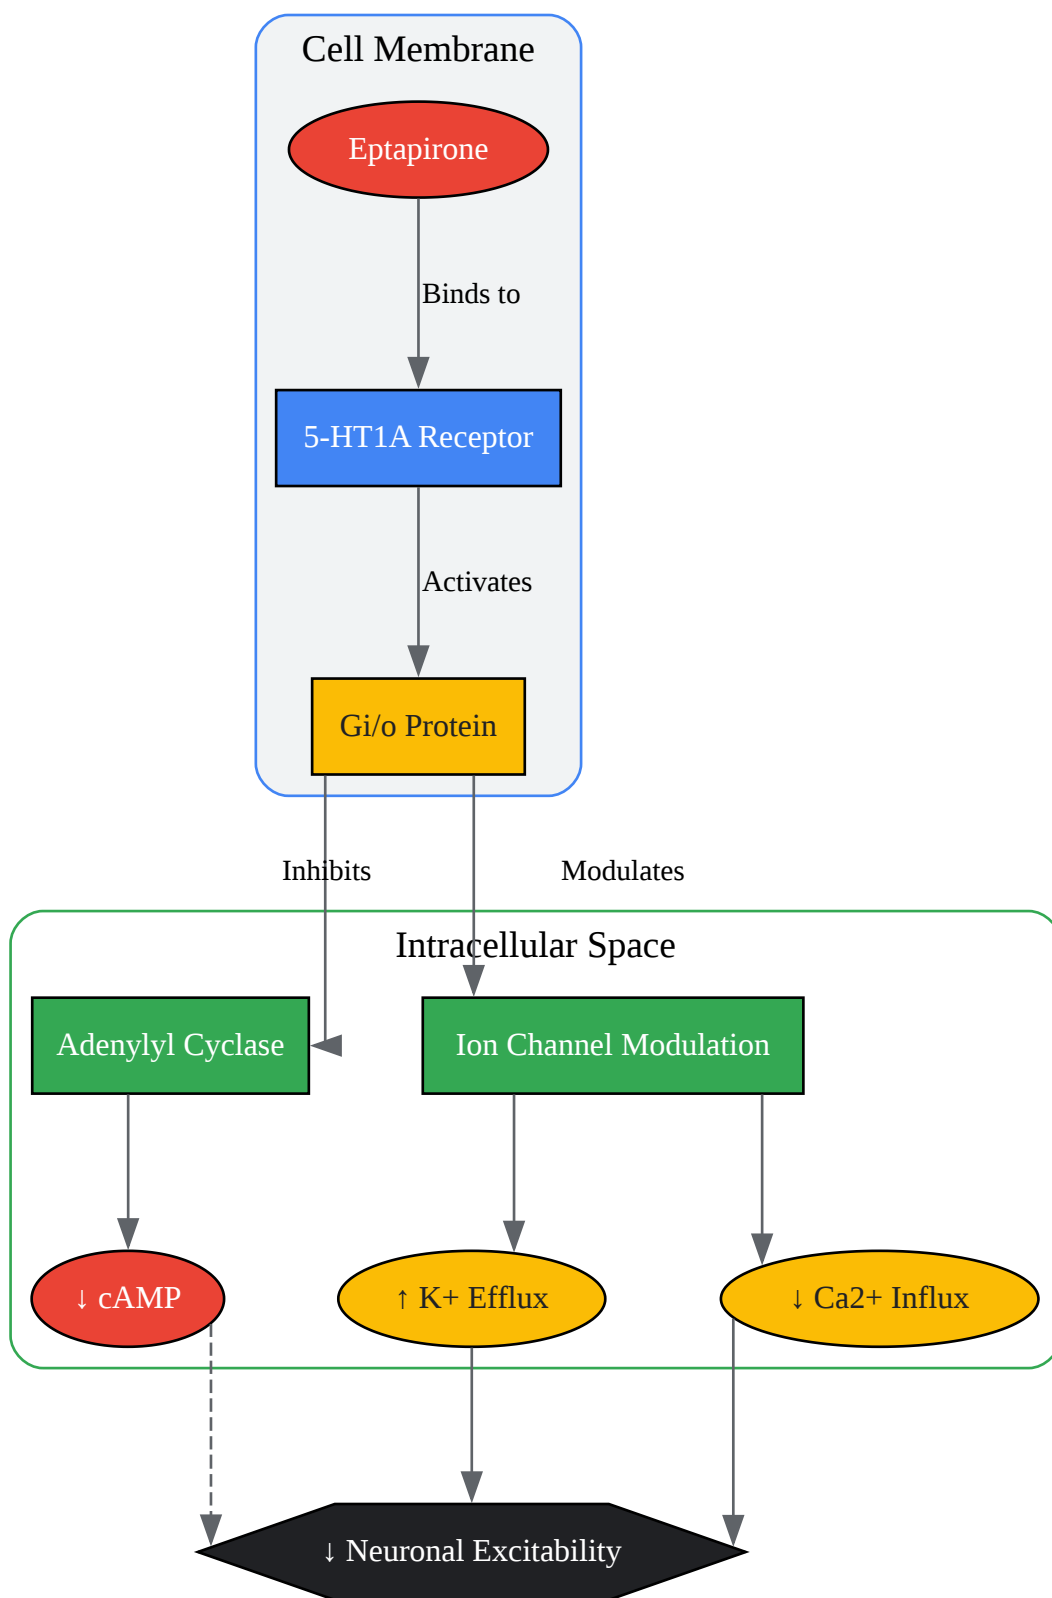 Cell Membrane
Eptapirone
Binds to
5-HT1A Receptor
Activates
Gi/o Protein
Inhibits
Modulates
Intracellular Space
Adenylyl Cyclase
Ion Channel Modulation
↓ cAMP
↑ K+ Efflux
↓ Ca2+ Influx
↓ Neuronal Excitability